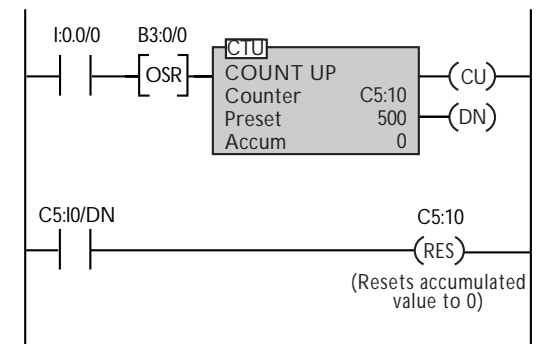 I:0.0/0 B3:0/0
CTU
OSR
COUNT UP
CU
Counter C5:10
Preset 500
DN
Accum 0
C5:I0/DN C5:10
RES
(Resets accumulated
value to 0)